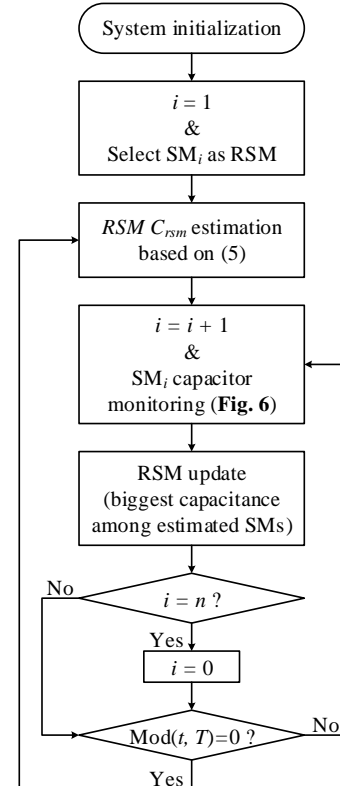 System initialization
i = 1
&
Select SMi as RSM
RSM Crsm estimation
based on (5)
i = i + 1
&
SMi capacitor
monitoring (Fig. 6)
RSM update
(biggest capacitance
among estimated SMs)
No
i = n ?
Yes
i = 0
Mod(t, T)=0 ?
No
Yes